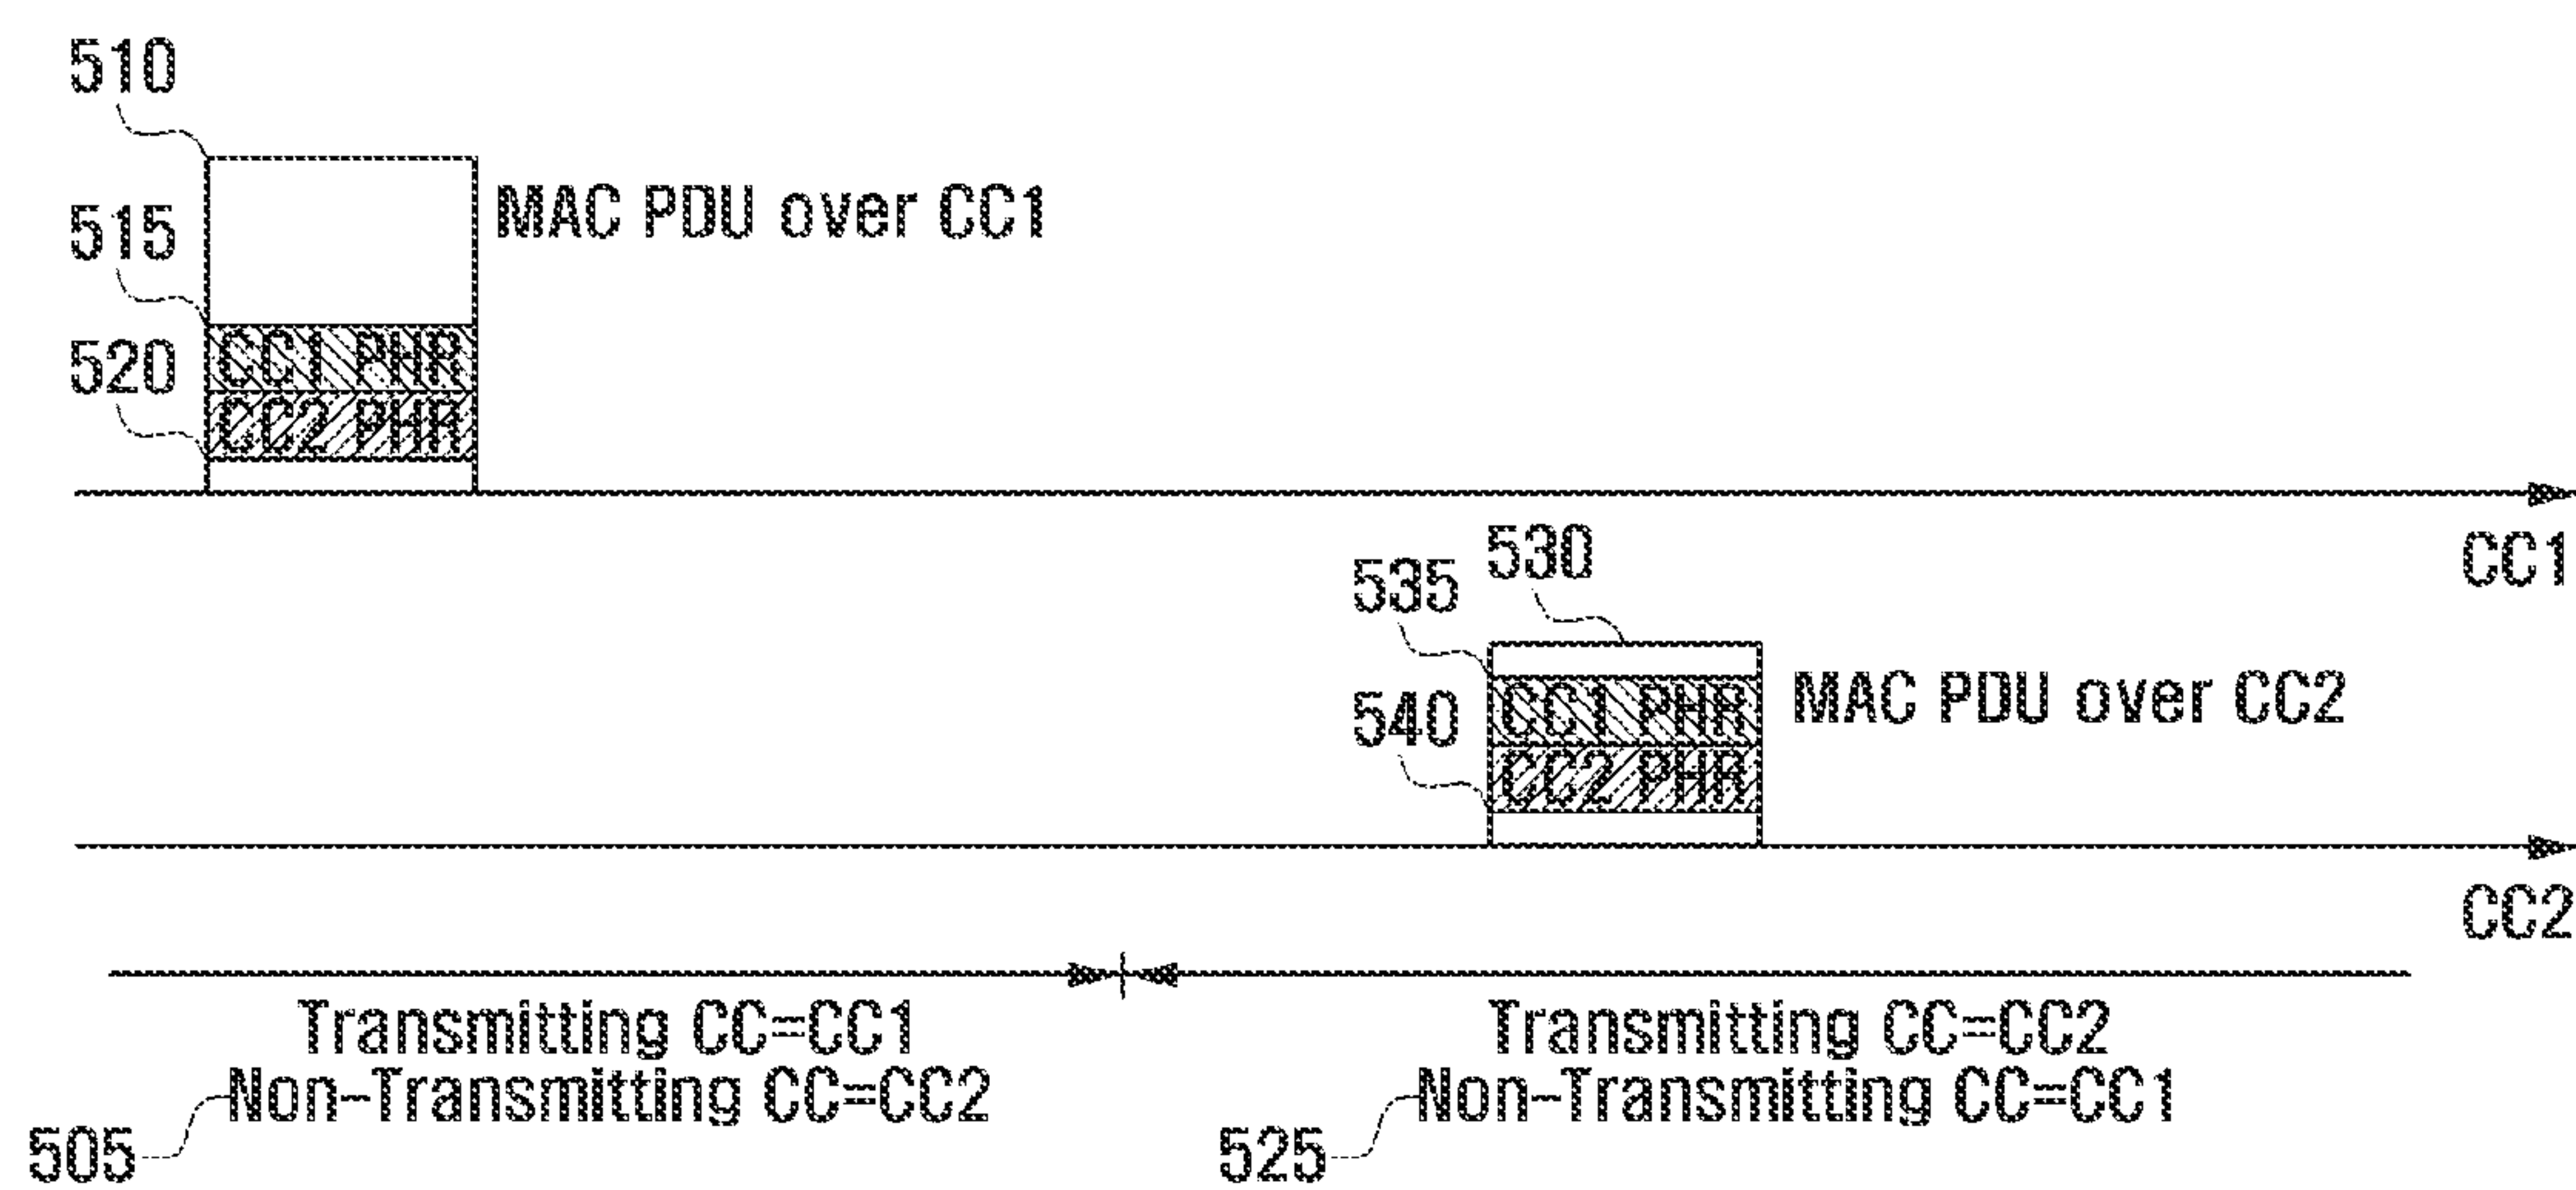 510
MAC PDU over CC1
515
CC1 PHR
520
CC2 PHR
CC1
530
535
MAC PDU over CC2
CC1 PHR
540
CC2 PHR
CC2
Transmitting CC=CC1
Non-Transmitting CC=CC2
505
Transmitting CC=CC2
Non-Transmitting CC=CC1
525